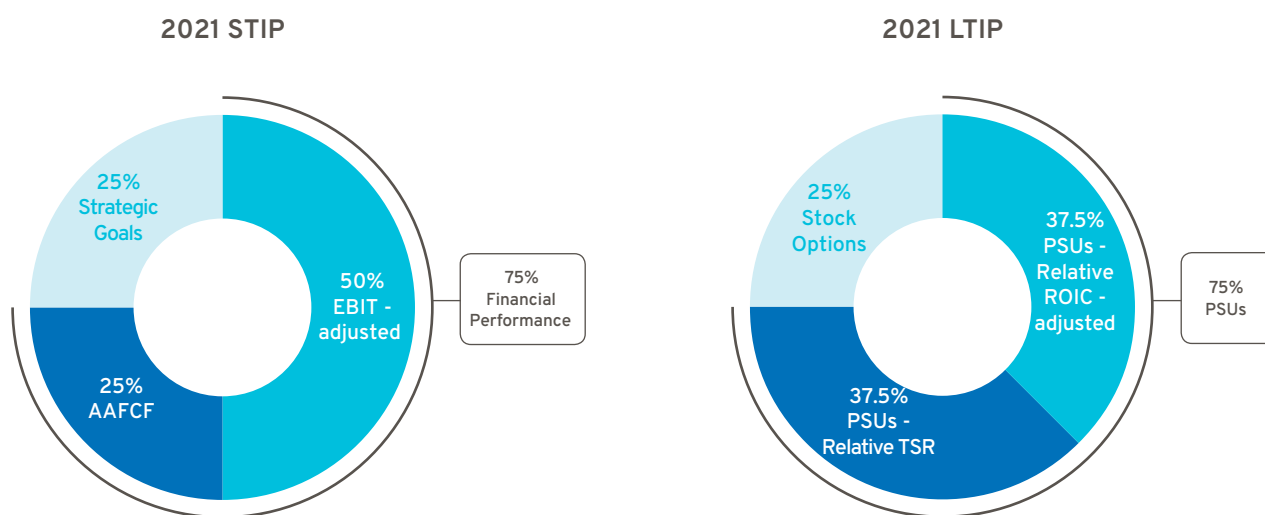 2021 STIP
25%
Strategic
Goals
50%
EBIT -
adjusted
25%
AAFCF
75%
Financial
Performance
2021 LTIP
25%
Stock
Options
37.5%
PSUs -
Relative
ROIC -
adjusted
37.5%
PSUs -
Relative TSR
75%
PSUs